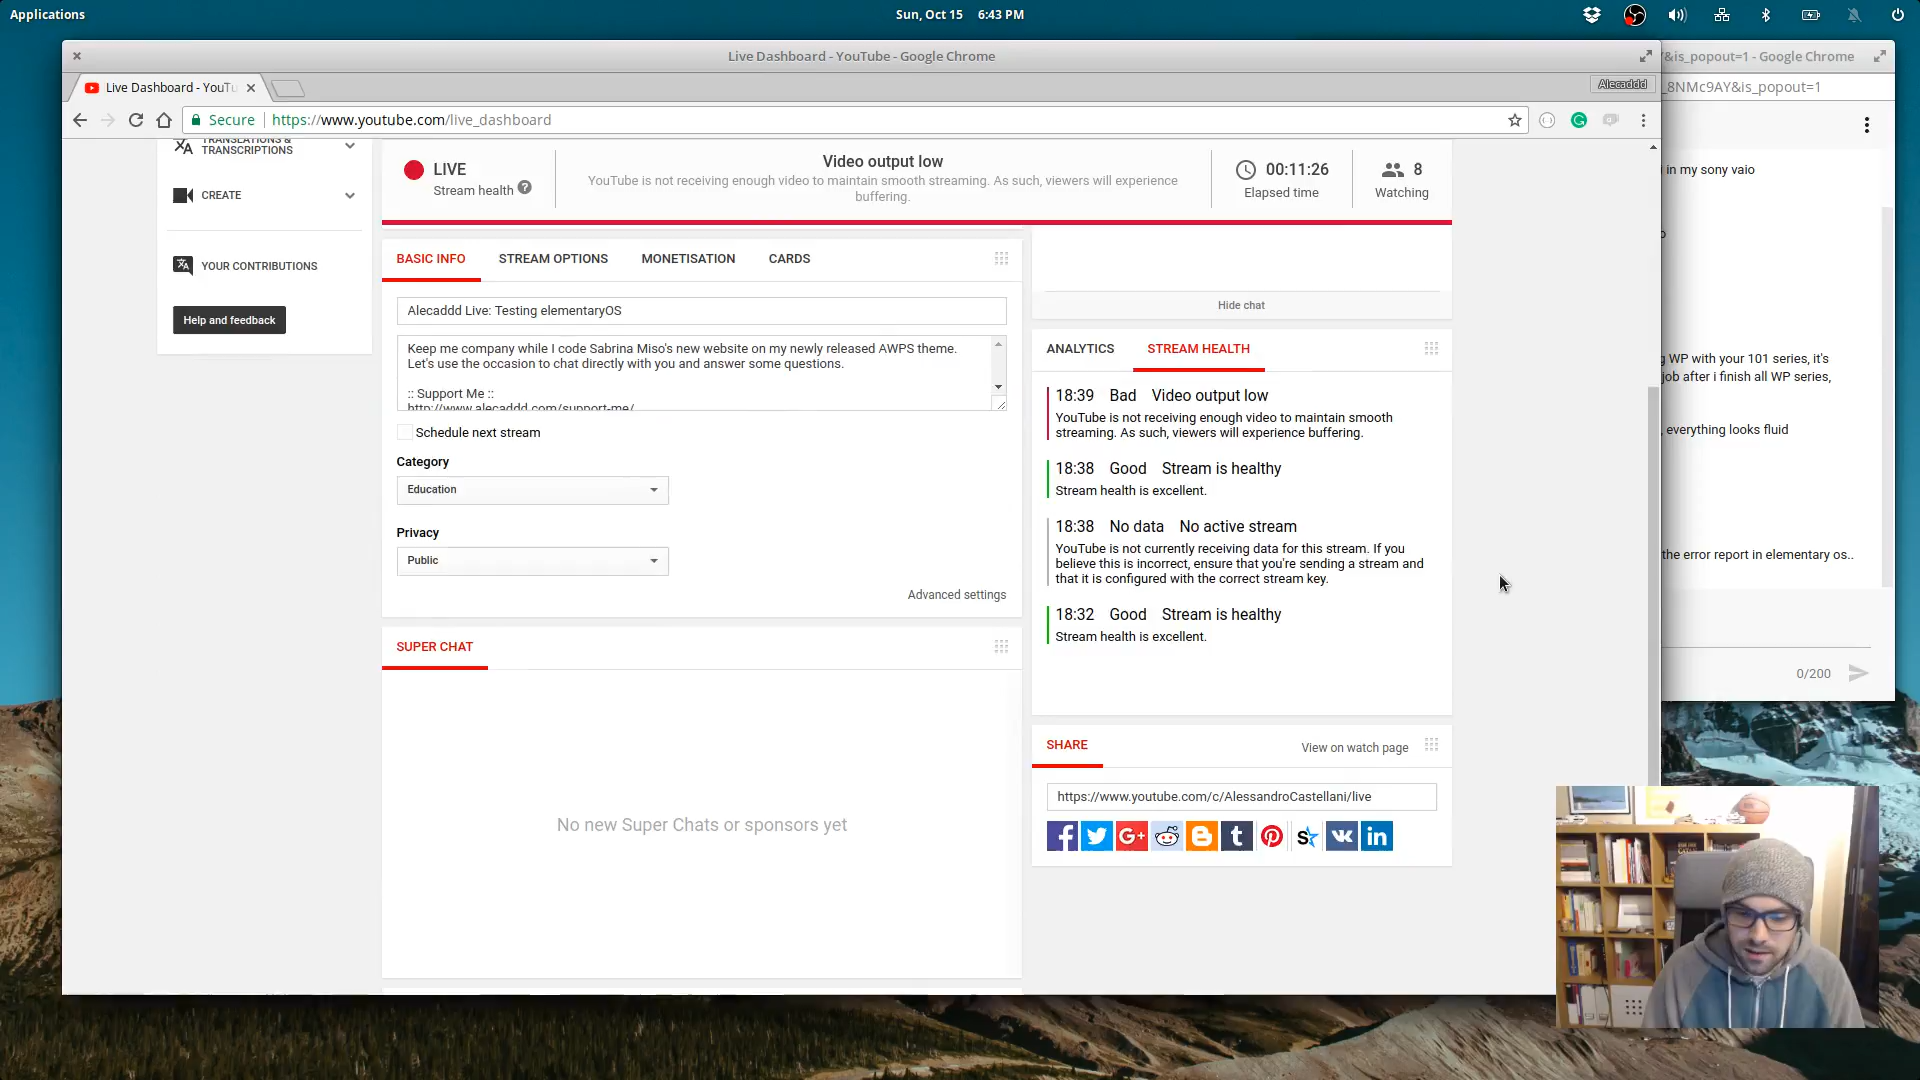 Applications
Sun, Oct 15 6:43 PM
Live Dashboard - YouTube - Google Chrome
&is_popout=1 - Google Chrome
Live Dashboard - YouTu
Alecaddd
_8NMc9AY&is_popout=1
Secure
https://www.youtube.com/live_dashboard
TRANSLATIONS &
TRANSCRIPTIONS
CREATE
YOUR CONTRIBUTIONS
Help and feedback
LIVE
Stream health ?
Video output low
YouTube is not receiving enough video to maintain smooth streaming. As such, viewers will experience
buffering.
00:11:26
Elapsed time
8
Watching
BASIC INFO
STREAM OPTIONS
MONETISATION
CARDS
Alecaddd Live: Testing elementaryOS
Keep me company while I code Sabrina Miso's new website on my newly released AWPS theme.
Let's use the occasion to chat directly with you and answer some questions.
:: Support Me ::
http://www.alecaddd.com/support-me/
Schedule next stream
Category
Education
Privacy
Public
Advanced settings
SUPER CHAT
No new Super Chats or sponsors yet
Hide chat
ANALYTICS
STREAM HEALTH
18:39 Bad Video output low
YouTube is not receiving enough video to maintain smooth
streaming. As such, viewers will experience buffering.
18:38 Good Stream is healthy
Stream health is excellent.
18:38 No data No active stream
YouTube is not currently receiving data for this stream. If you
believe this is incorrect, ensure that you're sending a stream and
that it is configured with the correct stream key.
18:32 Good Stream is healthy
Stream health is excellent.
SHARE
View on watch page
https://www.youtube.com/c/AlessandroCastellani/live
in my sony vaio
o
g WP with your 101 series, it's
job after i finish all WP series,
, everything looks fluid
the error report in elementary os..
0/200